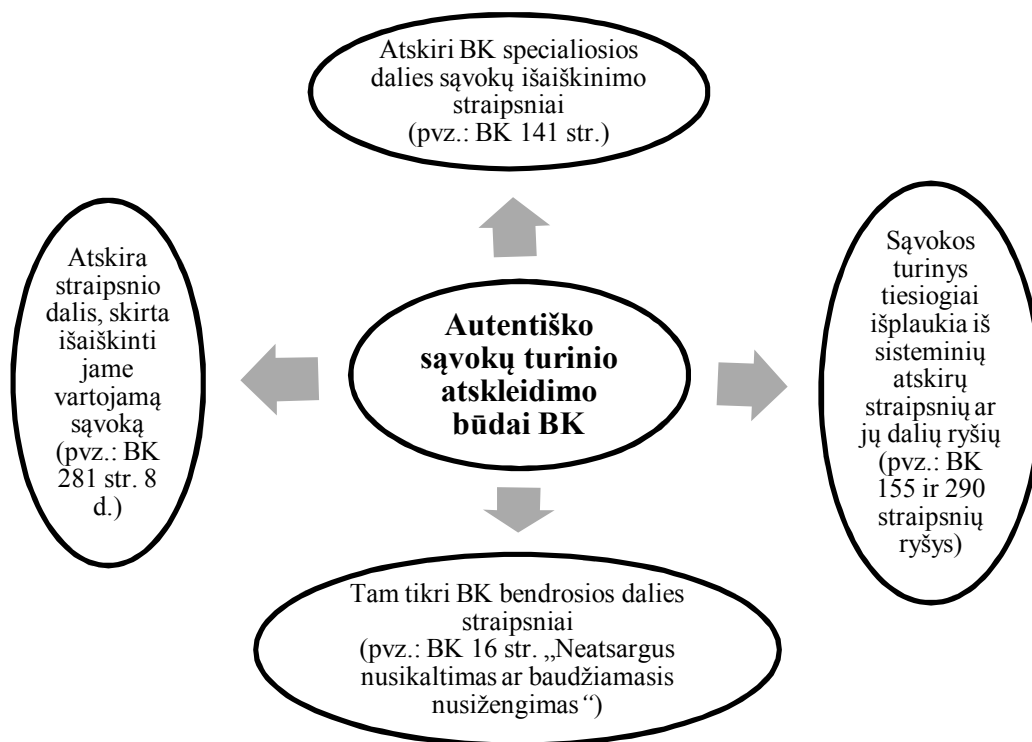 Atskiri BK specialiosios
dalies sąvokų išaiškinimo
straipsniai
(pvz.: BK 141 str.)
Atskira
straipsnio
dalis, skirta
išaiškinti
jame
vartojamą
sąvoką
(pvz.: BK
281 str. 8
d.)
Autentiško
sąvokų turinio
atskleidimo
būdai BK
Sąvokos
turinys
tiesiogiai
išplaukia iš
sisteminių
atskirų
straipsnių ar
jų dalių ryšių
(pvz.: BK
155 ir 290
straipsnių
ryšys)
Tam tikri BK bendrosios dalies
straipsniai
(pvz.: BK 16 str. „Neatsargus
nusikaltimas ar baudžiamasis
nusižengimas“)